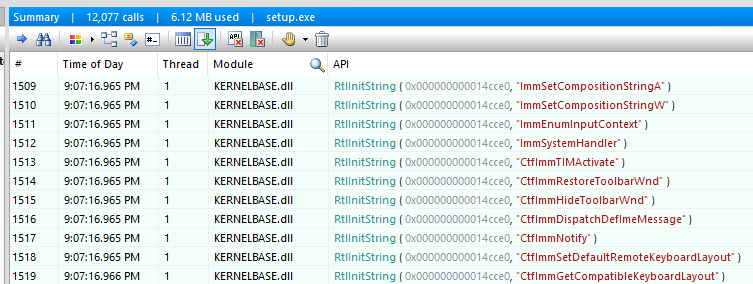 Summary | 12,077 calls | 6.12 MB used | setup.exe
# Time of Day Thread Module API
1509 9:07:16.965 PM 1 KERNELBASE.dll RtlInitString ( 0x000000000014cce0, "ImmSetCompositionStringA" )
1510 9:07:16.965 PM 1 KERNELBASE.dll RtlInitString ( 0x000000000014cce0, "ImmSetCompositionStringW" )
1511 9:07:16.965 PM 1 KERNELBASE.dll RtlInitString ( 0x000000000014cce0, "ImmEnumInputContext" )
1512 9:07:16.965 PM 1 KERNELBASE.dll RtlInitString ( 0x000000000014cce0, "ImmSystemHandler" )
1513 9:07:16.965 PM 1 KERNELBASE.dll RtlInitString ( 0x000000000014cce0, "CtfImmTIMActivate" )
1514 9:07:16.965 PM 1 KERNELBASE.dll RtlInitString ( 0x000000000014cce0, "CtfImmRestoreToolbarWnd" )
1515 9:07:16.965 PM 1 KERNELBASE.dll RtlInitString ( 0x000000000014cce0, "CtfImmHideToolbarWnd" )
1516 9:07:16.965 PM 1 KERNELBASE.dll RtlInitString ( 0x000000000014cce0, "CtfImmDispatchDefImeMessage" )
1517 9:07:16.965 PM 1 KERNELBASE.dll RtlInitString ( 0x000000000014cce0, "CtfImmNotify" )
1518 9:07:16.965 PM 1 KERNELBASE.dll RtlInitString ( 0x000000000014cce0, "CtfImmSetDefaultRemoteKeyboardLayout" )
1519 9:07:16.966 PM 1 KERNELBASE.dll RtlInitString ( 0x000000000014cce0, "CtfImmGetCompatibleKeyboardLayout" )